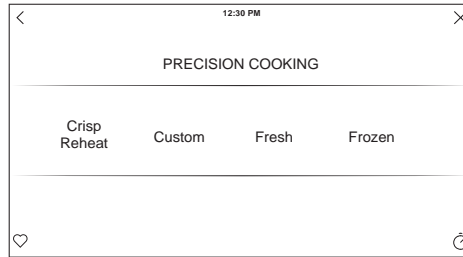 12:30 PM
PRECISION COOKING
Crisp
Reheat
Custom
Fresh
Frozen